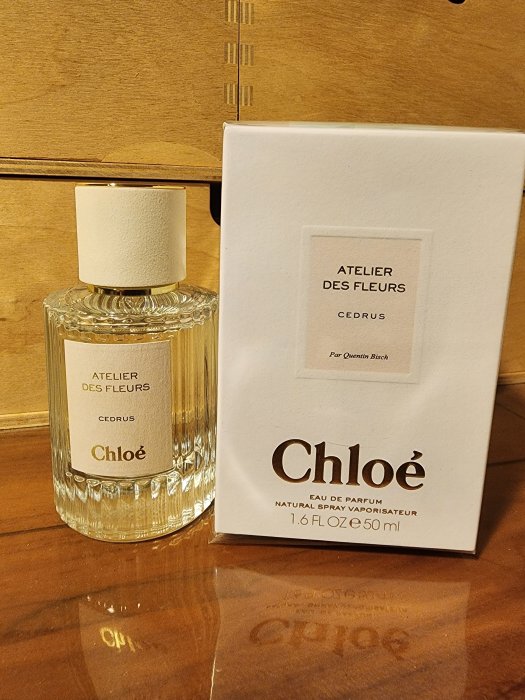 ATELIER
DES FLEURS
CEDRUS
Chloé
ATELIER
DES FLEURS
CEDRUS
Par Quentin Bisch
Chloé
EAU DE PARFUM
NATURAL SPRAY VAPORISATEUR
1.6 FL OZ e 50 ml